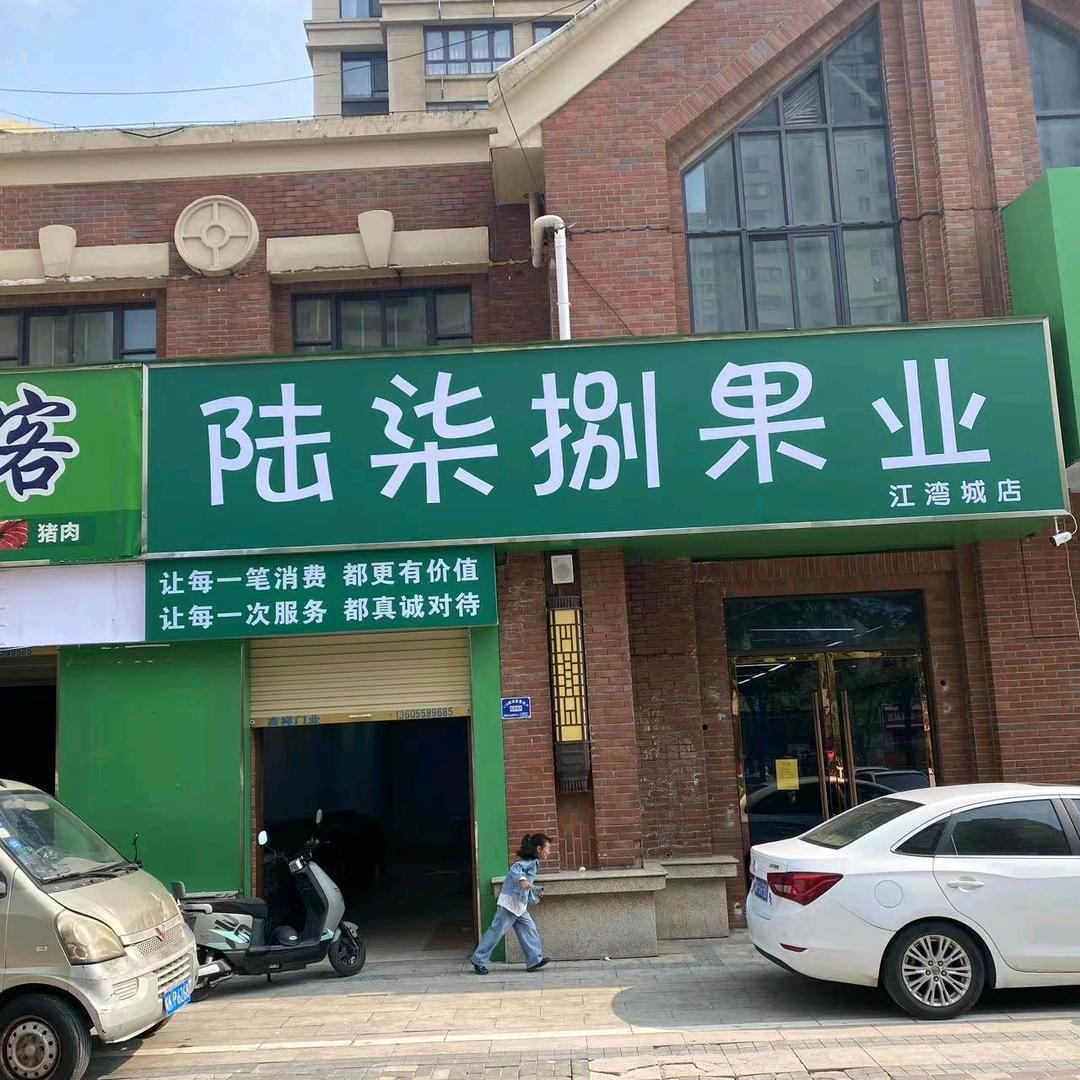 陆柒捌果业
江湾城店
客
猪肉
让每一笔消费 都更有价值
让每一次服务 都真诚对待
吉祥门业 13605589685